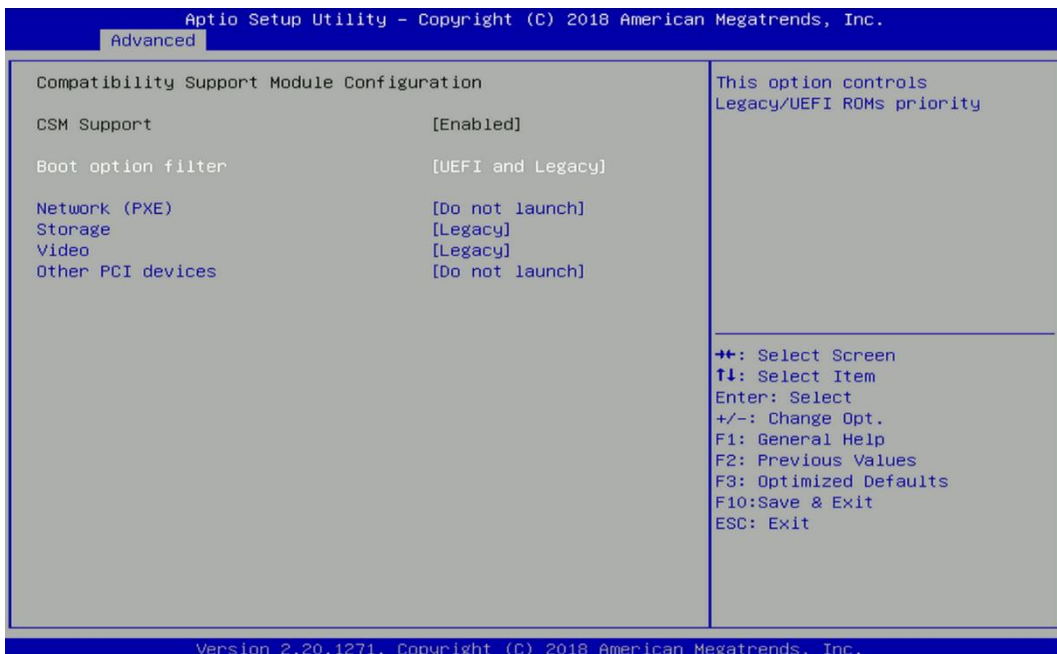 Aptio Setup Utility – Copyright (C) 2018 American Megatrends, Inc.
Advanced
Compatibility Support Module Configuration
CSM Support [Enabled]
Boot option filter [UEFI and Legacy]
Network (PXE) [Do not launch]
Storage [Legacy]
Video [Legacy]
Other PCI devices [Do not launch]
This option controls
Legacy/UEFI ROMs priority
→←: Select Screen
↑↓: Select Item
Enter: Select
+/-: Change Opt.
F1: General Help
F2: Previous Values
F3: Optimized Defaults
F10:Save & Exit
ESC: Exit
Version 2.20.1271. Copyright (C) 2018 American Megatrends, Inc.